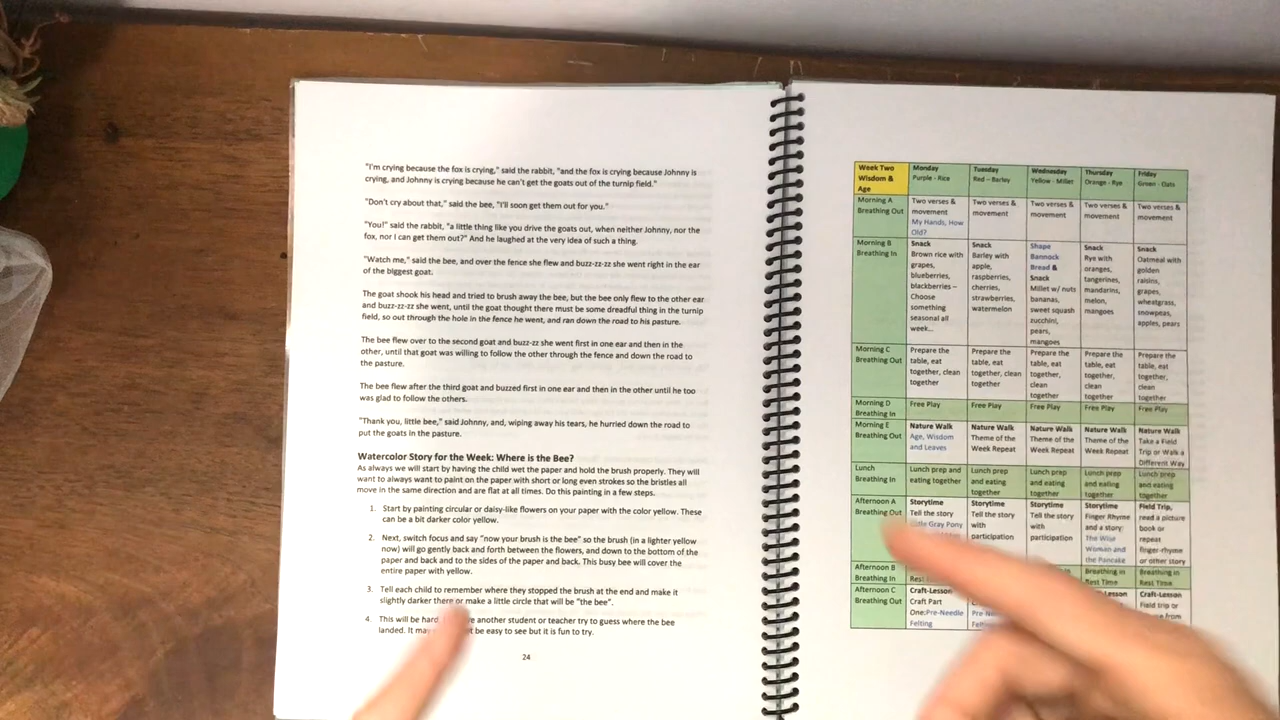 "I'm crying because the fox is crying," said the rabbit, "and the fox is crying because Johnny is
crying, and Johnny is crying because he can't get the goats out of the turnip field."
"Don't cry about that," said the bee, "I'll soon get them out for you."
"You!" said the rabbit, "a little thing like you drive the goats out, when neither Johnny, nor the
fox, nor I can get them out?" And he laughed at the very idea of such a thing.
"Watch me," said the bee, and over the fence she flew and buzz-zz-zz she went right in the ear
of the biggest goat.
The goat shook his head and tried to brush away the bee, but the bee only flew to the other ear
and buzz-zz-zz she went, until the goat thought there must be some dreadful thing in the turnip
field, so out through the hole in the fence he went, and ran down the road to his pasture.
The bee flew over to the second goat and buzz-zz she went first in one ear and then in the
other, until that goat was willing to follow the other through the fence and down the road to
the pasture.
The bee flew after the third goat and buzzed first in one ear and then in the other until he too
was glad to follow the others.
"Thank you, little bee," said Johnny, and, wiping away his tears, he hurried down the road to
put the goats in the pasture.
Watercolor Story for the Week: Where is the Bee?
As always we will start by having the child wet the paper and hold the brush properly. They will
want to always want to paint on the paper with short or long even strokes so the bristles all
move in the same direction and are flat at all times. Do this painting in a few steps.
1. Start by painting circular or daisy-like flowers on your paper with the color yellow. These
can be a bit darker color yellow.
2. Next, switch focus and say "now your brush is the bee" so the brush (in a lighter yellow
now) will go gently back and forth between the flowers, and down to the bottom of the
paper and back and to the sides of the paper and back. This busy bee will cover the
entire paper with yellow.
3. Tell each child to remember where they stopped the brush at the end and make it
slightly darker there or make a little circle that will be "the bee".
4. This will be hard. another student or teacher try to guess where the bee
landed. It may be easy to see but it is fun to try.
24
Week Two Wisdom & Age
Monday Purple - Rice
Tuesday Red – Barley
Wednesday Yellow - Millet
Thursday Orange - Rye
Friday Green - Oats
Morning A Breathing Out
Two verses & movement My Hands, How Old?
Two verses & movement
Two verses & movement
Two verses & movement
Two verses & movement
Morning B Breathing In
Snack Brown rice with grapes, blueberries, blackberries – Choose something seasonal all week...
Snack Barley with apple, raspberries, cherries, strawberries, watermelon
Shape Bannock Bread & Snack Millet w/ nuts bananas, sweet squash zucchini, pears, mangoes
Snack Rye with oranges, tangerines, mandarins, melon, mangoes
Snack Oatmeal with golden raisins, grapes, wheatgrass, snowpeas, apples, pears
Morning C Breathing Out
Prepare the table, eat together, clean together
Prepare the table, eat together, clean together
Prepare the table, eat together, clean together
Prepare the table, eat together, clean together
Prepare the table, eat together, clean together
Morning D Breathing In
Free Play
Free Play
Free Play
Free Play
Free Play
Morning E Breathing Out
Nature Walk Age, Wisdom and Leaves
Nature Walk Theme of the Week Repeat
Nature Walk Theme of the Week Repeat
Nature Walk Theme of the Week Repeat
Nature Walk Take a Field Trip or Walk a Different Way
Lunch Breathing In
Lunch prep and eating together
Lunch prep and eating together
Lunch prep and eating together
Lunch prep and eating together
Lunch prep and eating together
Afternoon A Breathing Out
Storytime Tell the story Gray Pony
Storytime Tell the story with participation
Storytime Tell the story with participation
Storytime Finger Rhyme and a story: The Wise Woman and the Pancake
Field Trip, read a picture book or repeat finger-rhyme or other story
Afternoon B Breathing In
Rest
Breathing in Rest Time
Breathing in Rest Time
Afternoon C Breathing Out
Craft-Lesson Craft Part One:Pre-Needle Felting
Craft-Lesson Field trip or